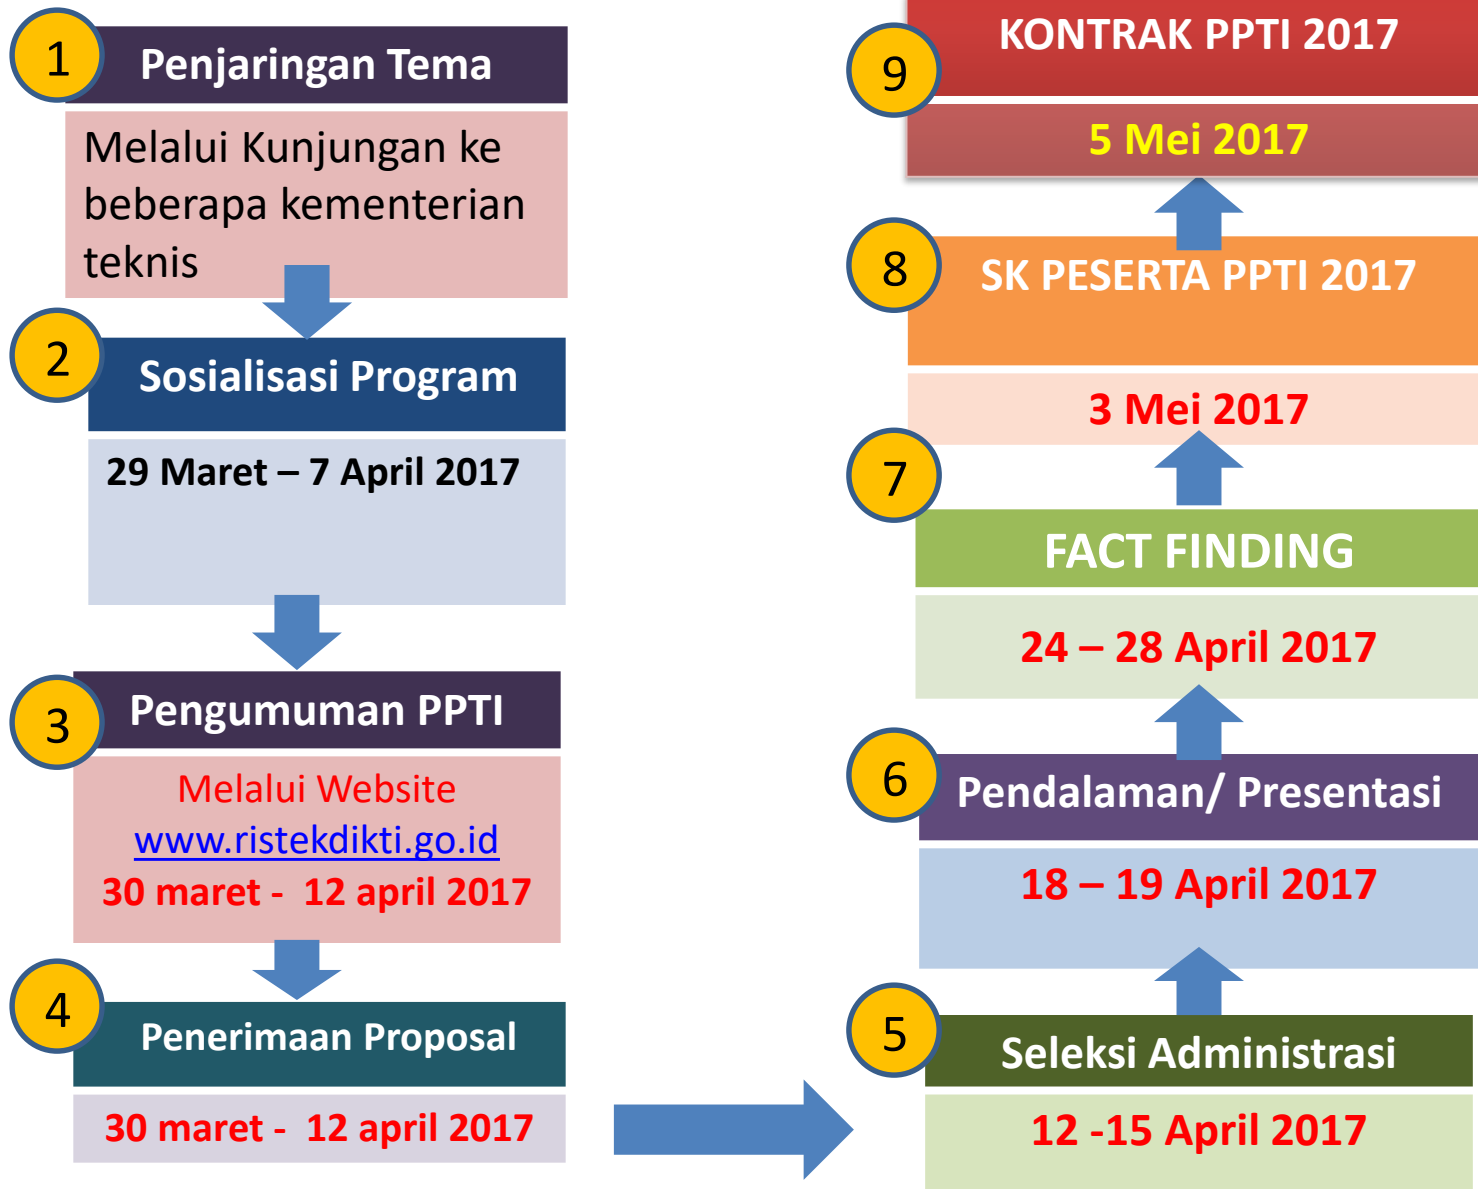 1
Penjaringan Tema
Melalui Kunjungan ke
beberapa kementerian
teknis
2
Sosialisasi Program
29 Maret – 7 April 2017
3
Pengumuman PPTI
Melalui Website
www.ristekdikti.go.id
30 maret - 12 april 2017
4
Penerimaan Proposal
30 maret - 12 april 2017
5
Seleksi Administrasi
12 -15 April 2017
6
Pendalaman/ Presentasi
18 – 19 April 2017
7
FACT FINDING
24 – 28 April 2017
8
SK PESERTA PPTI 2017
3 Mei 2017
9
KONTRAK PPTI 2017
5 Mei 2017